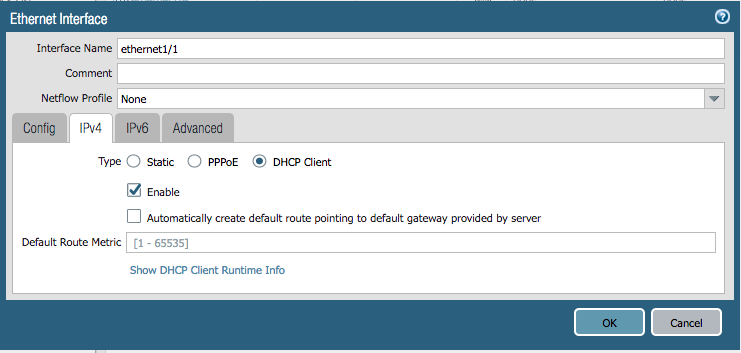 Ethernet Interface
Interface Name ethernet1/1
Comment
Netflow Profile None
Config IPv4 IPv6 Advanced
Type Static PPPoE DHCP Client
Enable
Automatically create default route pointing to default gateway provided by server
Default Route Metric [1 - 65535]
Show DHCP Client Runtime Info
OK Cancel